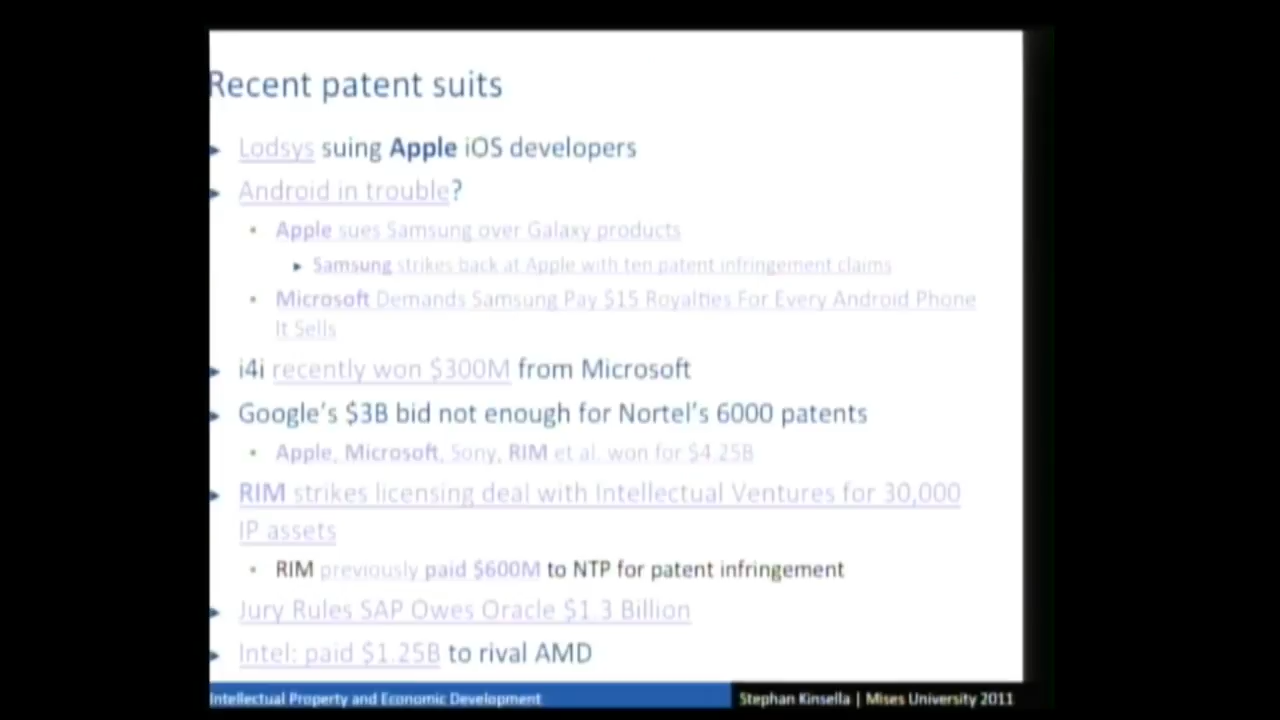 Recent patent suits
Lodsys suing Apple iOS developers
Android in trouble?
Apple sues Samsung over Galaxy products
Samsung strikes back at Apple with ten patent infringement claims
Microsoft Demands Samsung Pay $15 Royalties For Every Android Phone
It Sells
i4i recently won $300M from Microsoft
Google's $3B bid not enough for Nortel's 6000 patents
Apple, Microsoft, Sony, RIM et al. won for $4.25B
RIM strikes licensing deal with Intellectual Ventures for 30,000
IP assets
RIM previously paid $600M to NTP for patent infringement
Jury Rules SAP Owes Oracle $1.3 Billion
Intel: paid $1.25B to rival AMD
Intellectual Property and Economic Development
Stephan Kinsella | Mises University 2011